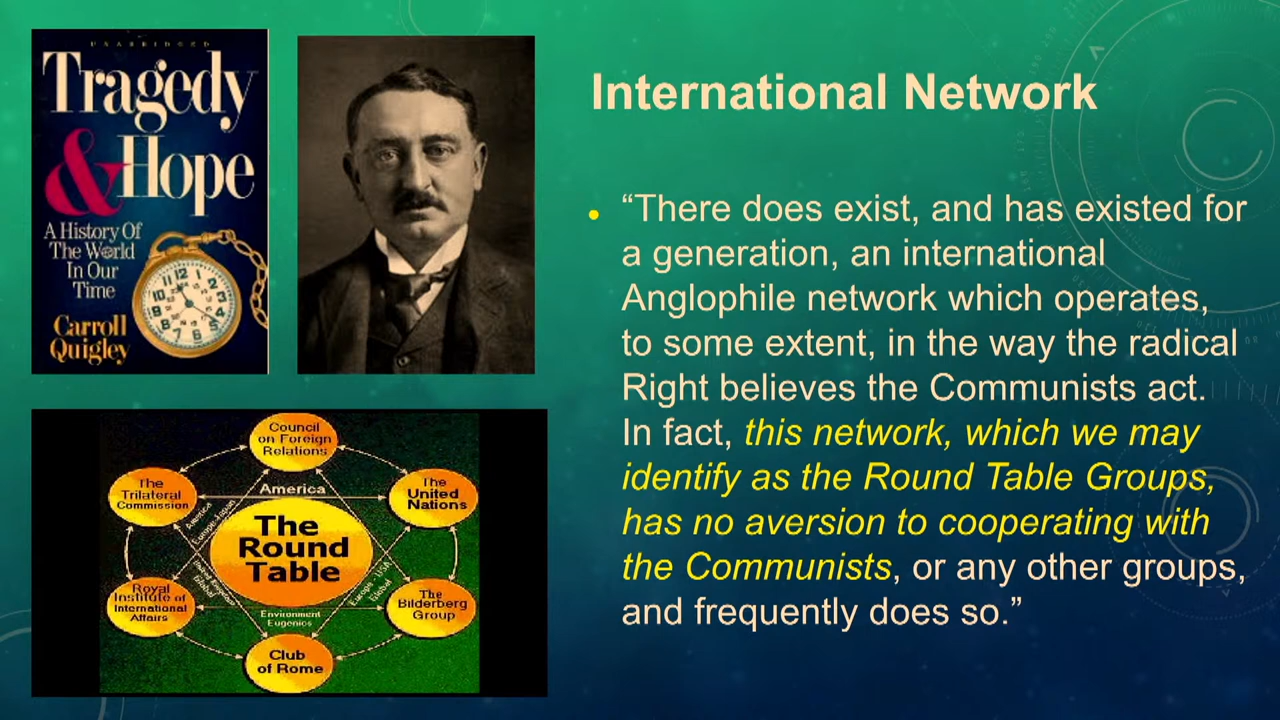 UNABRIDGED
Tragedy
& Hope
A History Of
The World
In Our
Time
Carroll
Quigley
International Network
“There does exist, and has existed for
a generation, an international
Anglophile network which operates,
to some extent, in the way the radical
Right believes the Communists act.
In fact, this network, which we may
identify as the Round Table Groups,
has no aversion to cooperating with
the Communists, or any other groups,
and frequently does so.”
Council
on Foreign
Relations
The
Trilateral
Commission
America
The
United
Nations
The
Round
Table
Royal
Institute of
International
Affairs
Environment
Eugenics
The
Bilderberg
Group
Club
of Rome